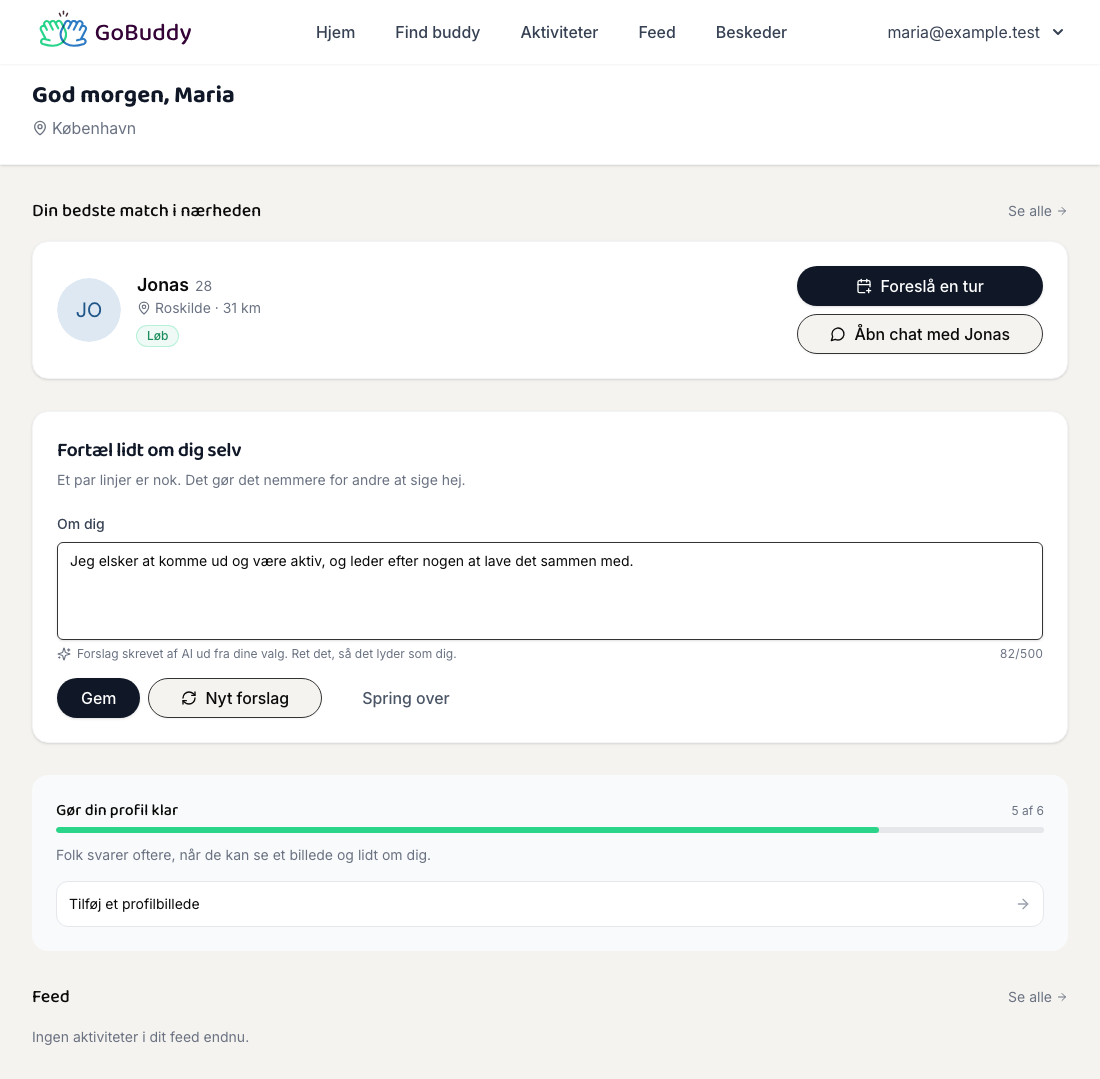 GoBuddy
Hjem
Find buddy
Aktiviteter
Feed
Beskeder
maria@example.test
God morgen, Maria
København
Din bedste match i nærheden
Se alle →
JO
Jonas 28
Roskilde · 31 km
Løb
Foreslå en tur
Åbn chat med Jonas
Fortæl lidt om dig selv
Et par linjer er nok. Det gør det nemmere for andre at sige hej.
Om dig
Jeg elsker at komme ud og være aktiv, og leder efter nogen at lave det sammen med.
Forslag skrevet af AI ud fra dine valg. Ret det, så det lyder som dig.
82/500
Gem
Nyt forslag
Spring over
Gør din profil klar
5 af 6
Folk svarer oftere, når de kan se et billede og lidt om dig.
Tilføj et profilbillede
Feed
Se alle →
Ingen aktiviteter i dit feed endnu.